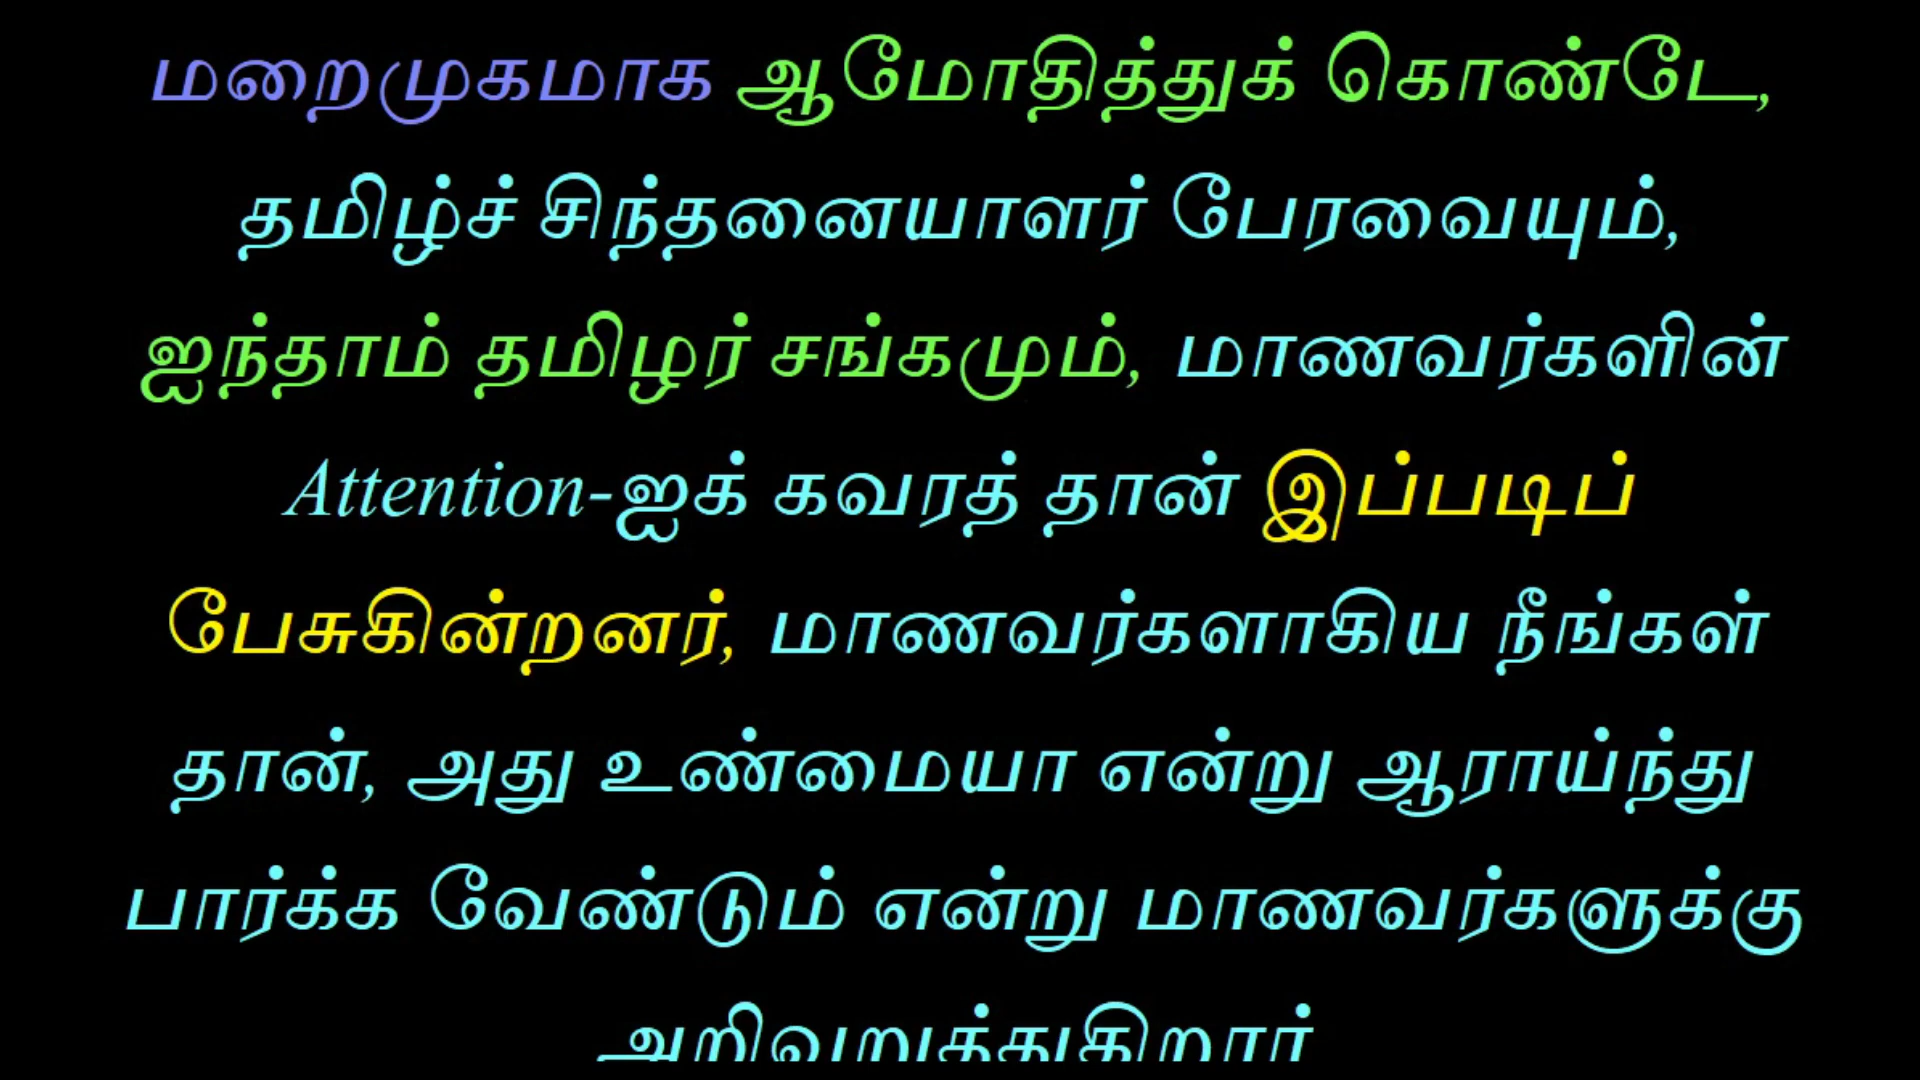 மறைமுகமாக ஆமோதித்துக் கொண்டே,
தமிழ்ச் சிந்தனையாளர் பேரவையும்,
ஐந்தாம் தமிழர் சங்கமும், மாணவர்களின்
Attention-ஐக் கவரத் தான் இப்படிப்
பேசுகின்றனர், மாணவர்களாகிய நீங்கள்
தான், அது உண்மையா என்று ஆராய்ந்து
பார்க்க வேண்டும் என்று மாணவர்களுக்கு